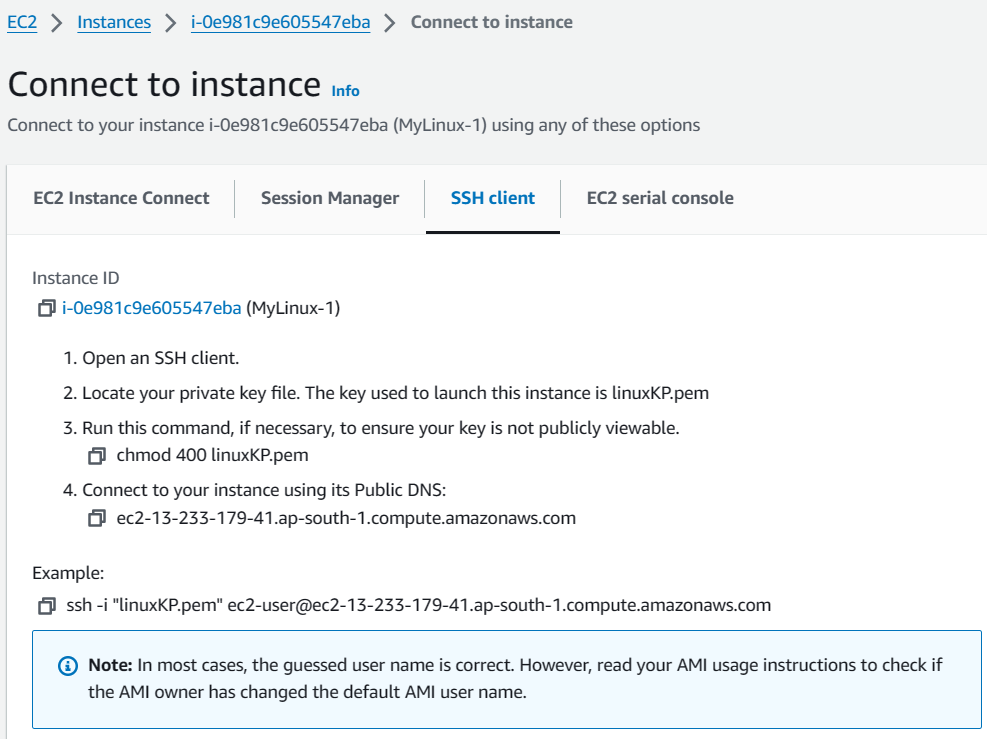 EC2 > Instances > i-0e981c9e605547eba > Connect to instance
Connect to instance Info
Connect to your instance i-0e981c9e605547eba (MyLinux-1) using any of these options
EC2 Instance Connect Session Manager SSH client EC2 serial console
Instance ID
i-0e981c9e605547eba (MyLinux-1)
1. Open an SSH client.
2. Locate your private key file. The key used to launch this instance is linuxKP.pem
3. Run this command, if necessary, to ensure your key is not publicly viewable.
chmod 400 linuxKP.pem
4. Connect to your instance using its Public DNS:
ec2-13-233-179-41.ap-south-1.compute.amazonaws.com
Example:
ssh -i "linuxKP.pem" ec2-user@ec2-13-233-179-41.ap-south-1.compute.amazonaws.com
Note: In most cases, the guessed user name is correct. However, read your AMI usage instructions to check if
the AMI owner has changed the default AMI user name.